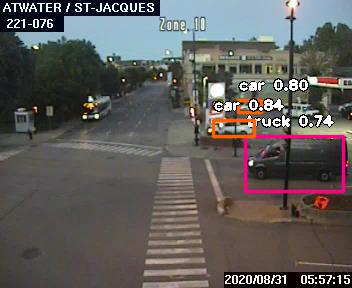 ATWATER / ST-JACQUES
221-076
Zone, 10
car 0.80
car 0.84
truck 0.74
2020/08/31 05:57:15